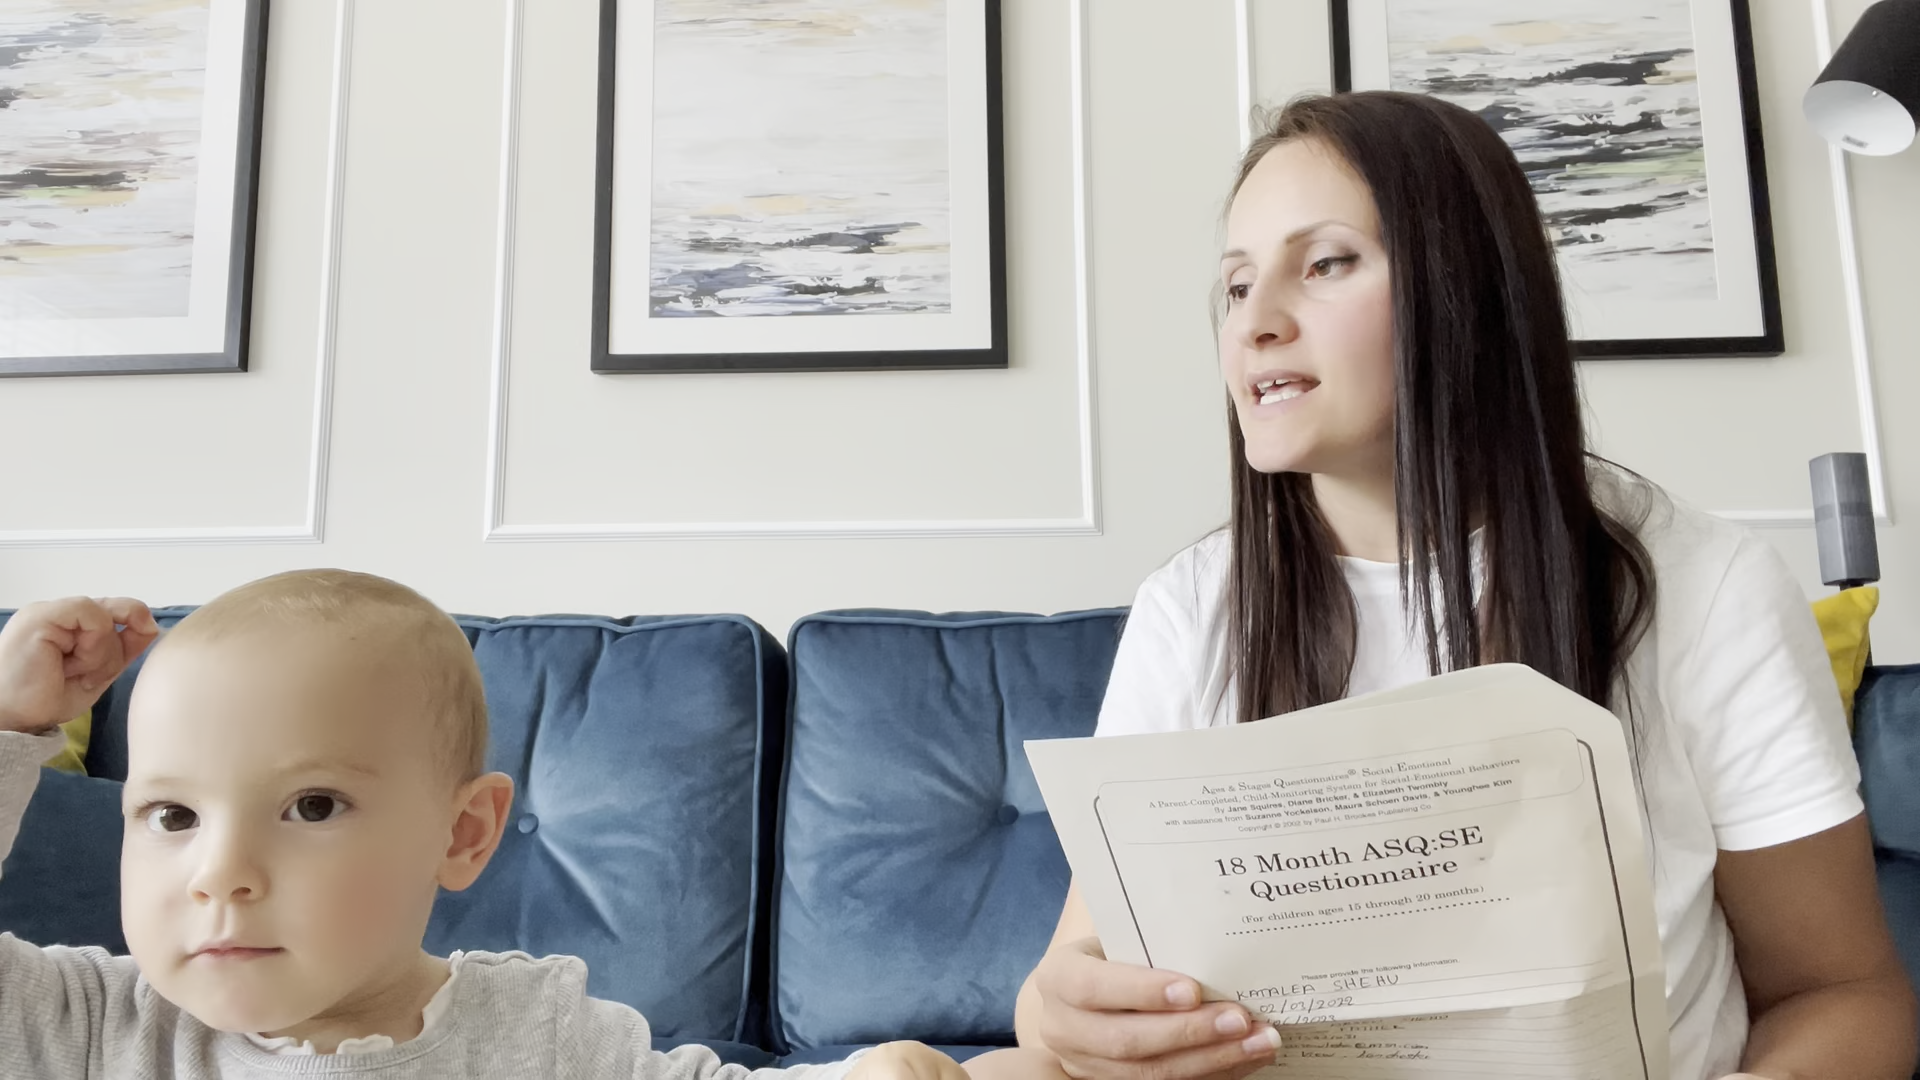 Ages & Stages Questionnaires® Social-Emotional
A Parent-Completed, Child-Monitoring System for Social-Emotional Behaviors
By Jane Squires, Diane Bricker, & Elizabeth Twombly
with assistance from Suzanne Yockelson, Maura Schoen Davis, & Younghee Kim
Copyright © 2002 by Paul H. Brookes Publishing Co.
18 Month ASQ:SE
Questionnaire
(For children ages 15 through 20 months)
Please provide the following information.
KATALEA SHEHU
02/03/2022
/06/2023